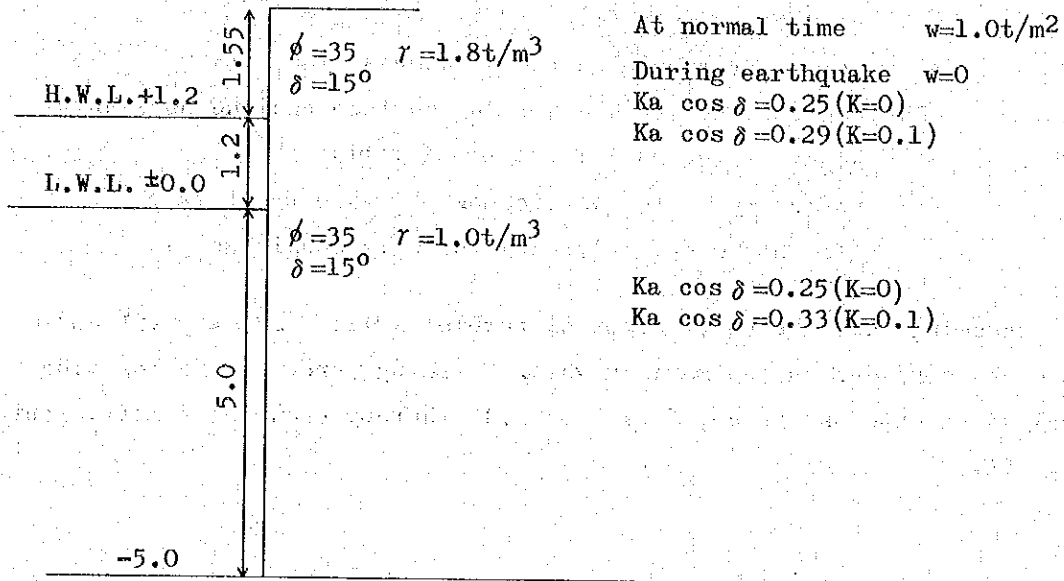 At normal time w=1.0t/m²
1.55
ϕ=35 r=1.8t/m³
δ=15°
During earthquake w=0
H.W.L.+1.2
Ka cos δ=0.25(K=0)
Ka cos δ=0.29(K=0.1)
1.2
L.W.L. ±0.0
ϕ=35 r=1.0t/m³
δ=15°
Ka cos δ=0.25(K=0)
Ka cos δ=0.33(K=0.1)
5.0
-5.0